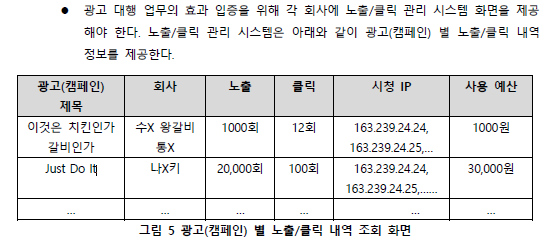 ● 광고 대행 업무의 효과 입증을 위해 각 회사에 노출/클릭 관리 시스템 화면을 제공
해야 한다. 노출/클릭 관리 시스템은 아래와 같이 광고(캠페인) 별 노출/클릭 내역
정보를 제공한다.
광고(캠페인) 제목 회사 노출 클릭 시청 IP 사용 예산
이것은 치킨인가 갈비인가 수X 왕갈비 통X 1000회 12회 163.239.24.24, 163.239.24.25,… 1000원
Just Do It 나X키 20,000회 100회 163.239.24.24, 163.239.24.25,…… 30,000원
… … … … … …
그림 5 광고(캠페인) 별 노출/클릭 내역 조회 화면